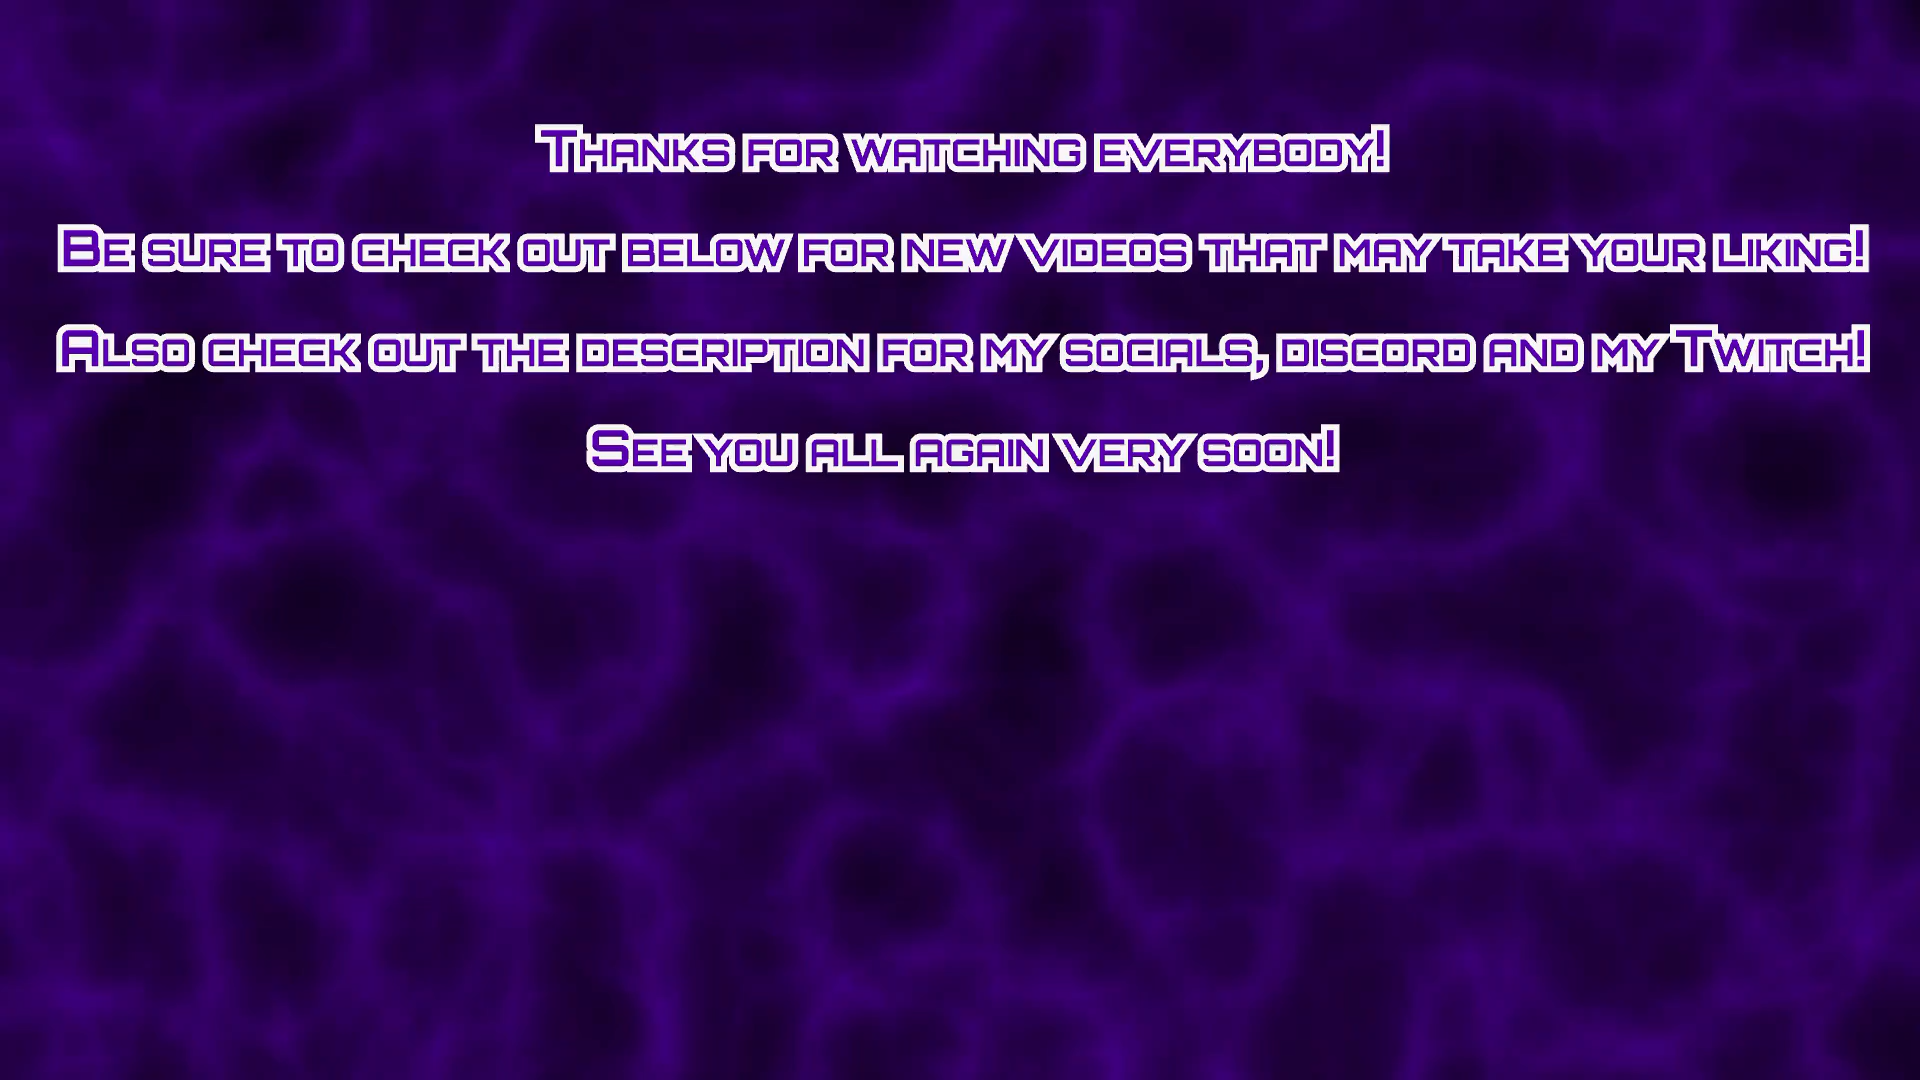 Thanks for watching everybody!
Be sure to check out below for new videos that may take your liking!
Also check out the description for my socials, discord and my Twitch!
See you all again very soon!